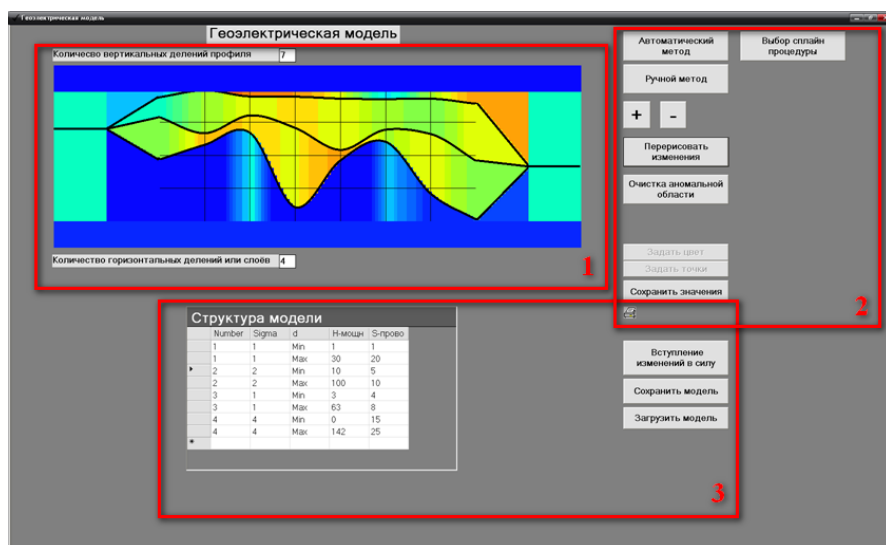 Геоэлектрическая модель
Геоэлектрическая модель
Количесво вертикальных делений профиля 7
Количество горизонтальных делений или слоёв 4
1
Автоматический
метод
Выбор сплайн
процедуры
Ручной метод
+ -
Перерисовать
изменения
Очистка аномальной
области
Задать цвет
Задать точки
Сохранить значения
2
Структура модели
Number Sigma d H-мощн S-прово
1 1 Min 1 1
1 1 Max 30 20
2 2 Min 10 5
2 2 Max 100 10
3 1 Min 3 4
3 1 Max 63 8
4 4 Min 0 15
4 4 Max 142 25
Вступление
изменений в силу
Сохранить модель
Загрузить модель
3